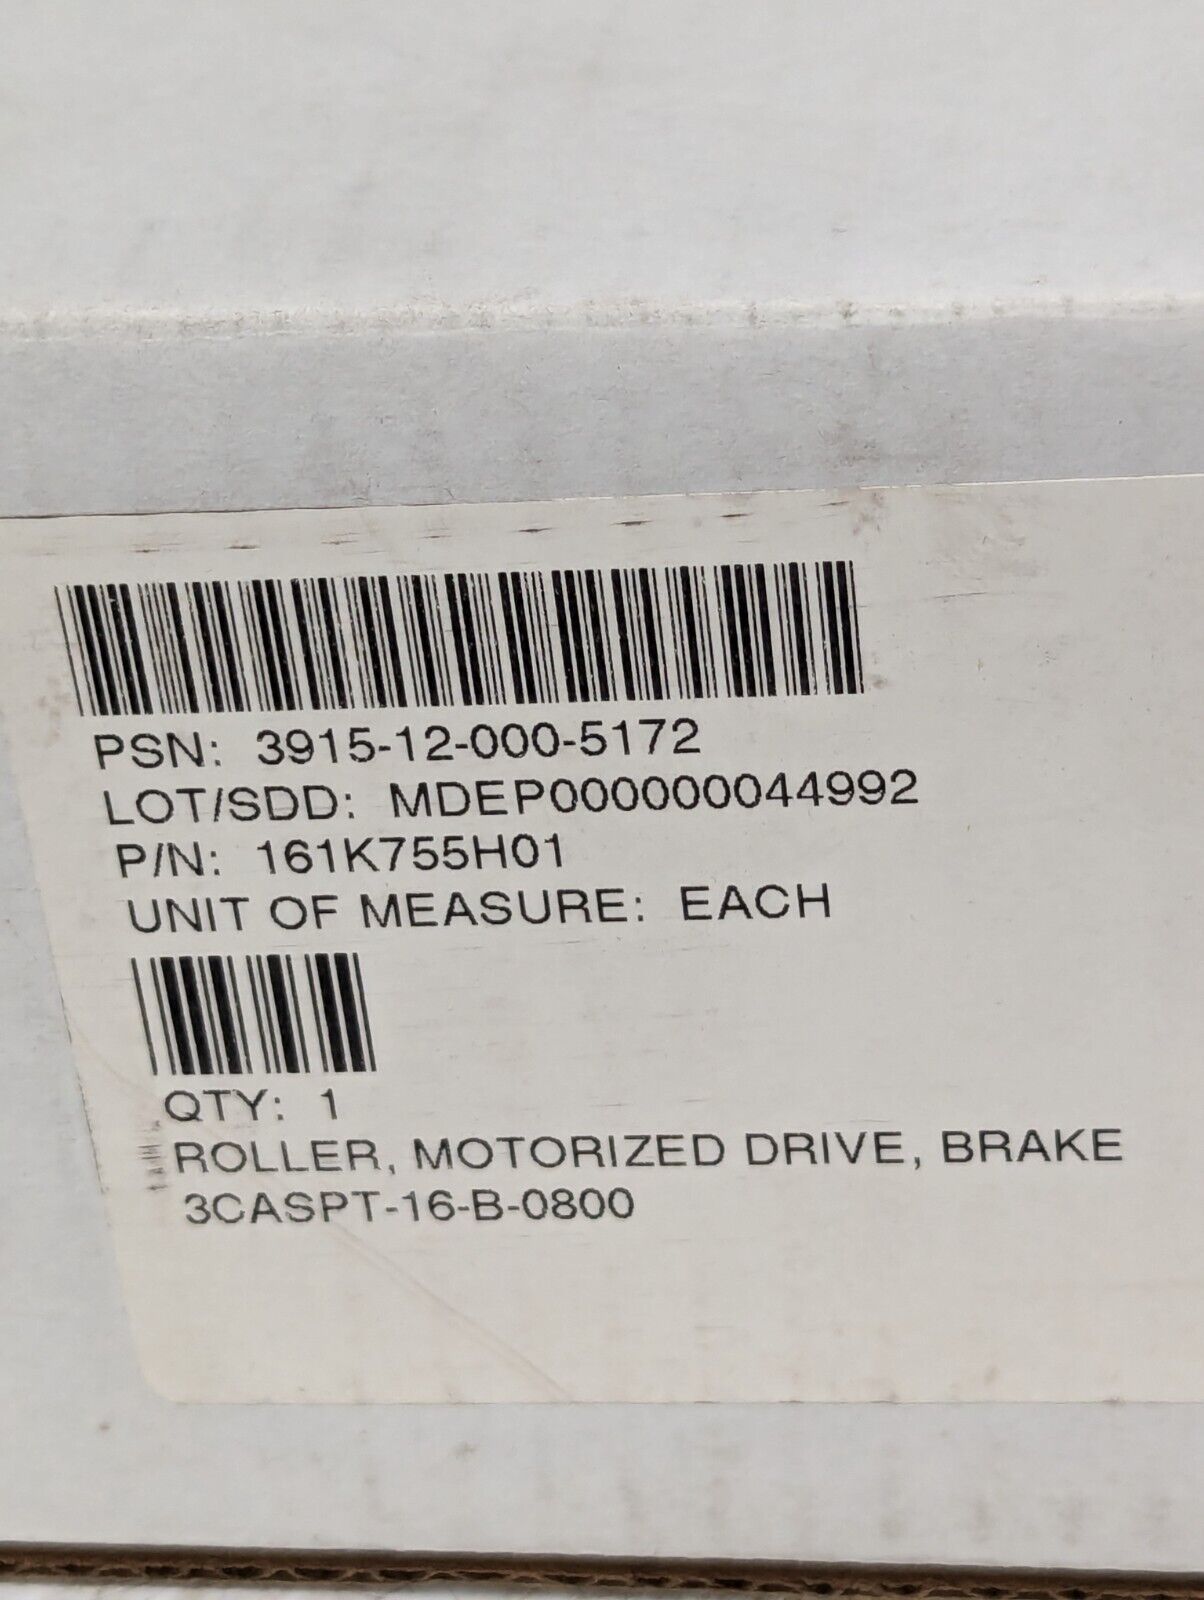 PSN: 3915-12-000-5172
LOT/SDD: MDEP000000044992
P/N: 161K755H01
UNIT OF MEASURE: EACH
QTY: 1
ROLLER, MOTORIZED DRIVE, BRAKE
3CASPT-16-B-0800